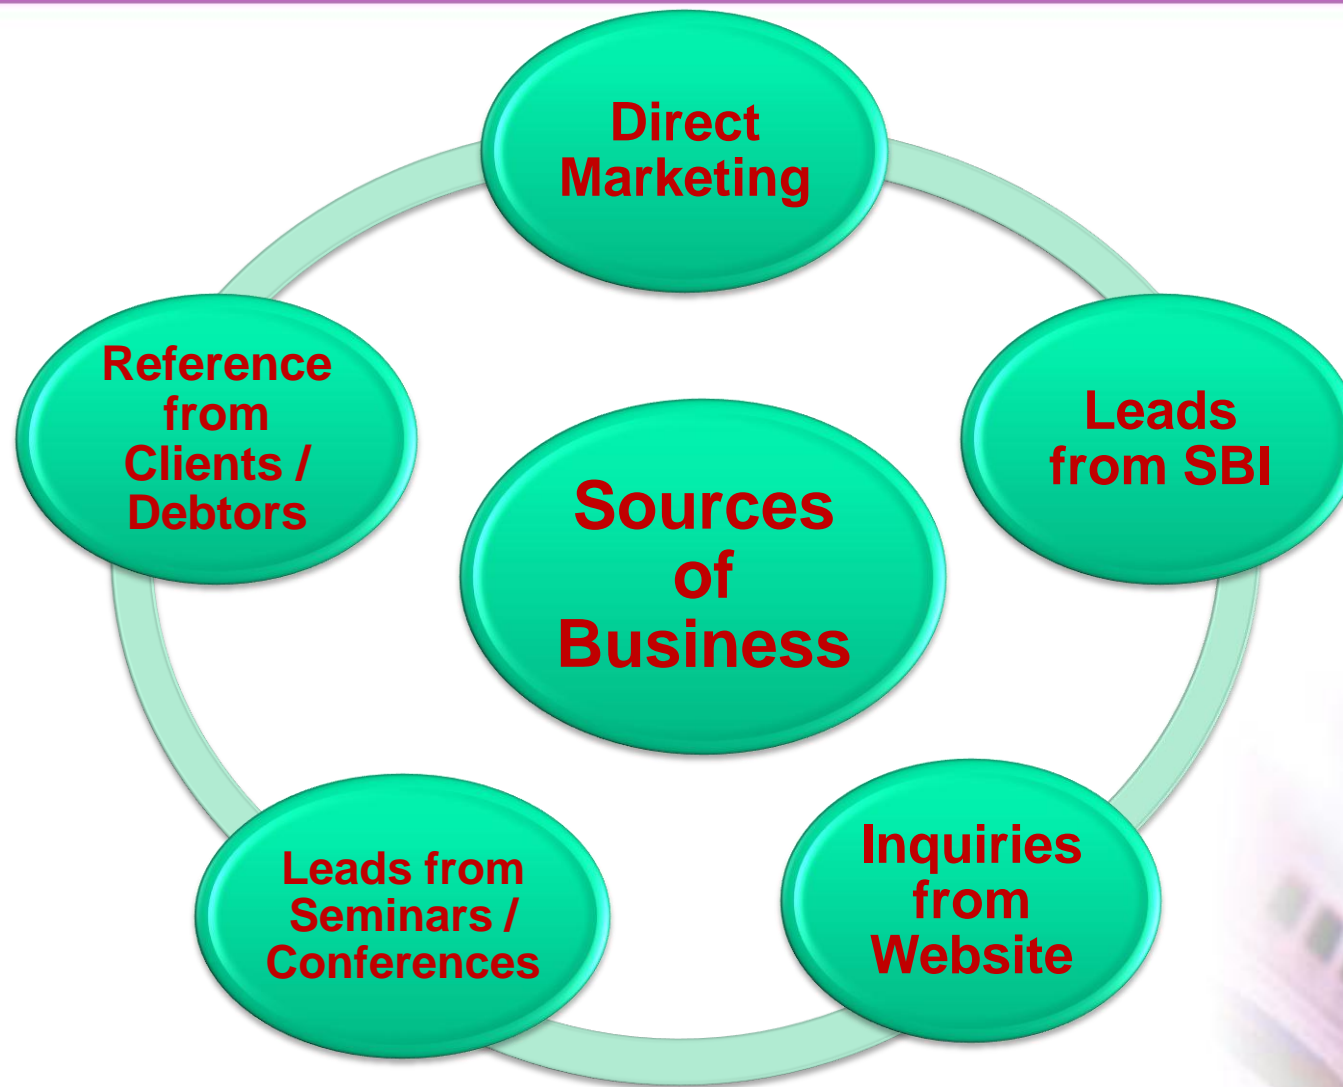 Direct
Marketing
Leads
from SBI
Inquiries
from
Website
Leads from
Seminars /
Conferences
Reference
from
Clients /
Debtors
Sources
of
Business